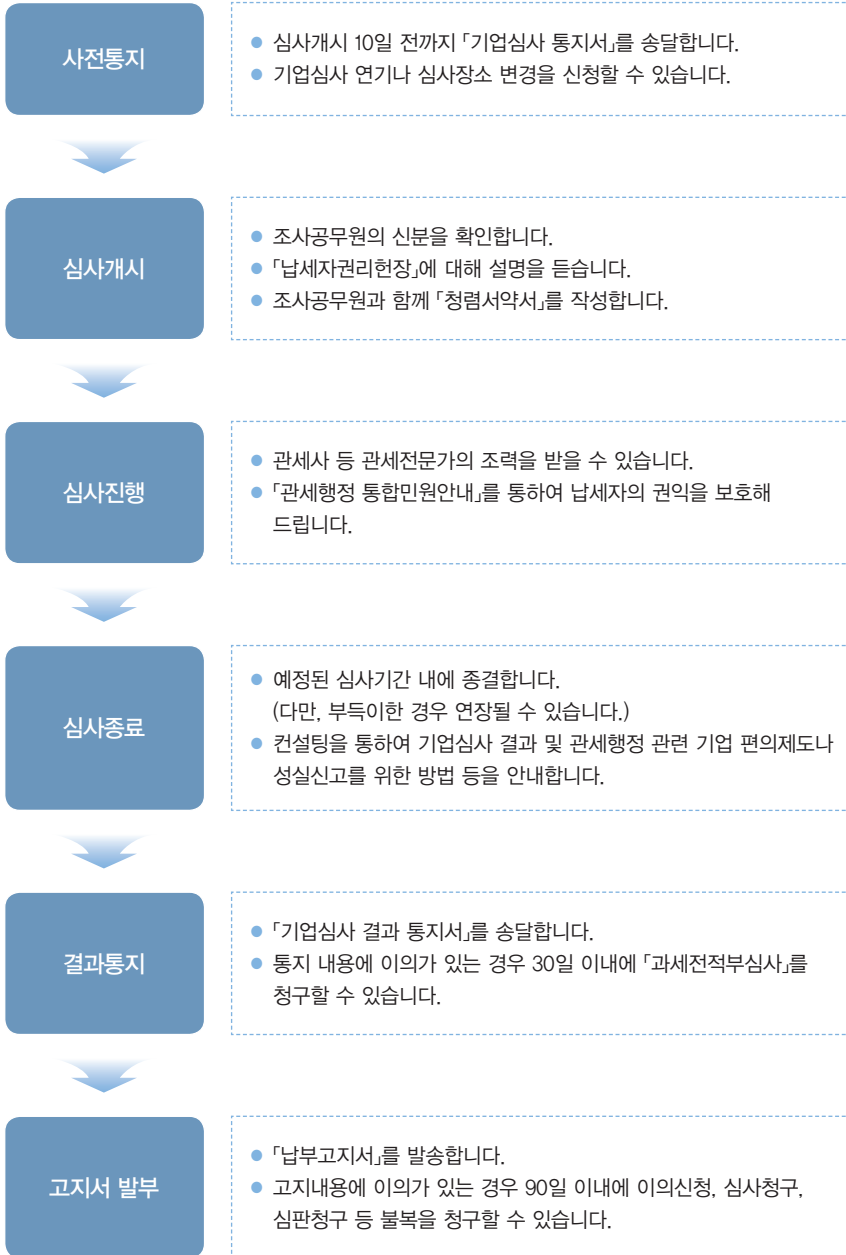 사전통지
● 심사개시 10일 전까지 「기업심사 통지서」를 송달합니다.
● 기업심사 연기나 심사장소 변경을 신청할 수 있습니다.
심사개시
● 조사공무원의 신분을 확인합니다.
● 「납세자권리헌장」에 대해 설명을 듣습니다.
● 조사공무원과 함께 「청렴서약서」를 작성합니다.
심사진행
● 관세사 등 관세전문가의 조력을 받을 수 있습니다.
● 「관세행정 통합민원안내」를 통하여 납세자의 권익을 보호해
드립니다.
심사종료
● 예정된 심사기간 내에 종결합니다.
(다만, 부득이한 경우 연장될 수 있습니다.)
● 컨설팅을 통하여 기업심사 결과 및 관세행정 관련 기업 편의제도나
성실신고를 위한 방법 등을 안내합니다.
결과통지
● 「기업심사 결과 통지서」를 송달합니다.
● 통지 내용에 이의가 있는 경우 30일 이내에 「과세전적부심사」를
청구할 수 있습니다.
고지서 발부
● 「납부고지서」를 발송합니다.
● 고지내용에 이의가 있는 경우 90일 이내에 이의신청, 심사청구,
심판청구 등 불복을 청구할 수 있습니다.